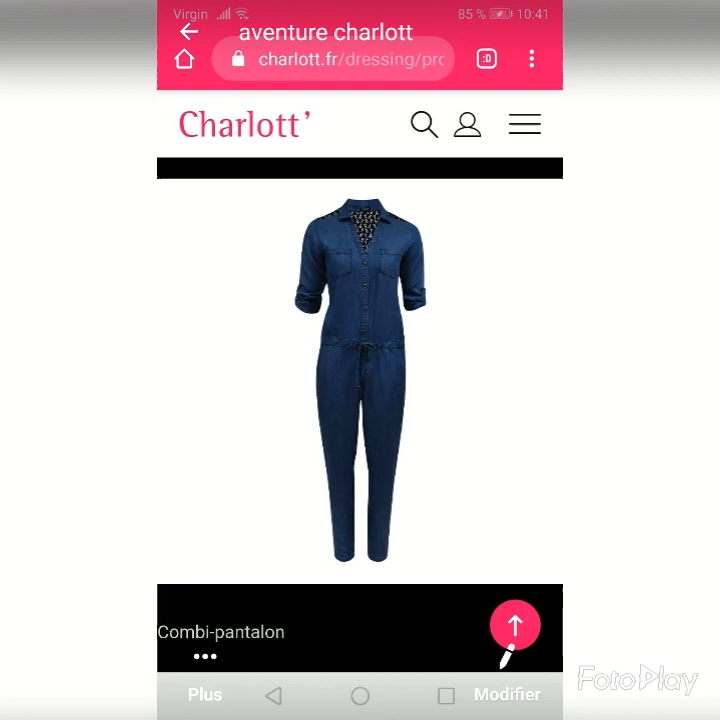 Virgin 85 % 10:41
aventure charlott
charlott.fr/dressing/pro
:D
Charlott'
Combi-pantalon
Plus Modifier
FotoPlay